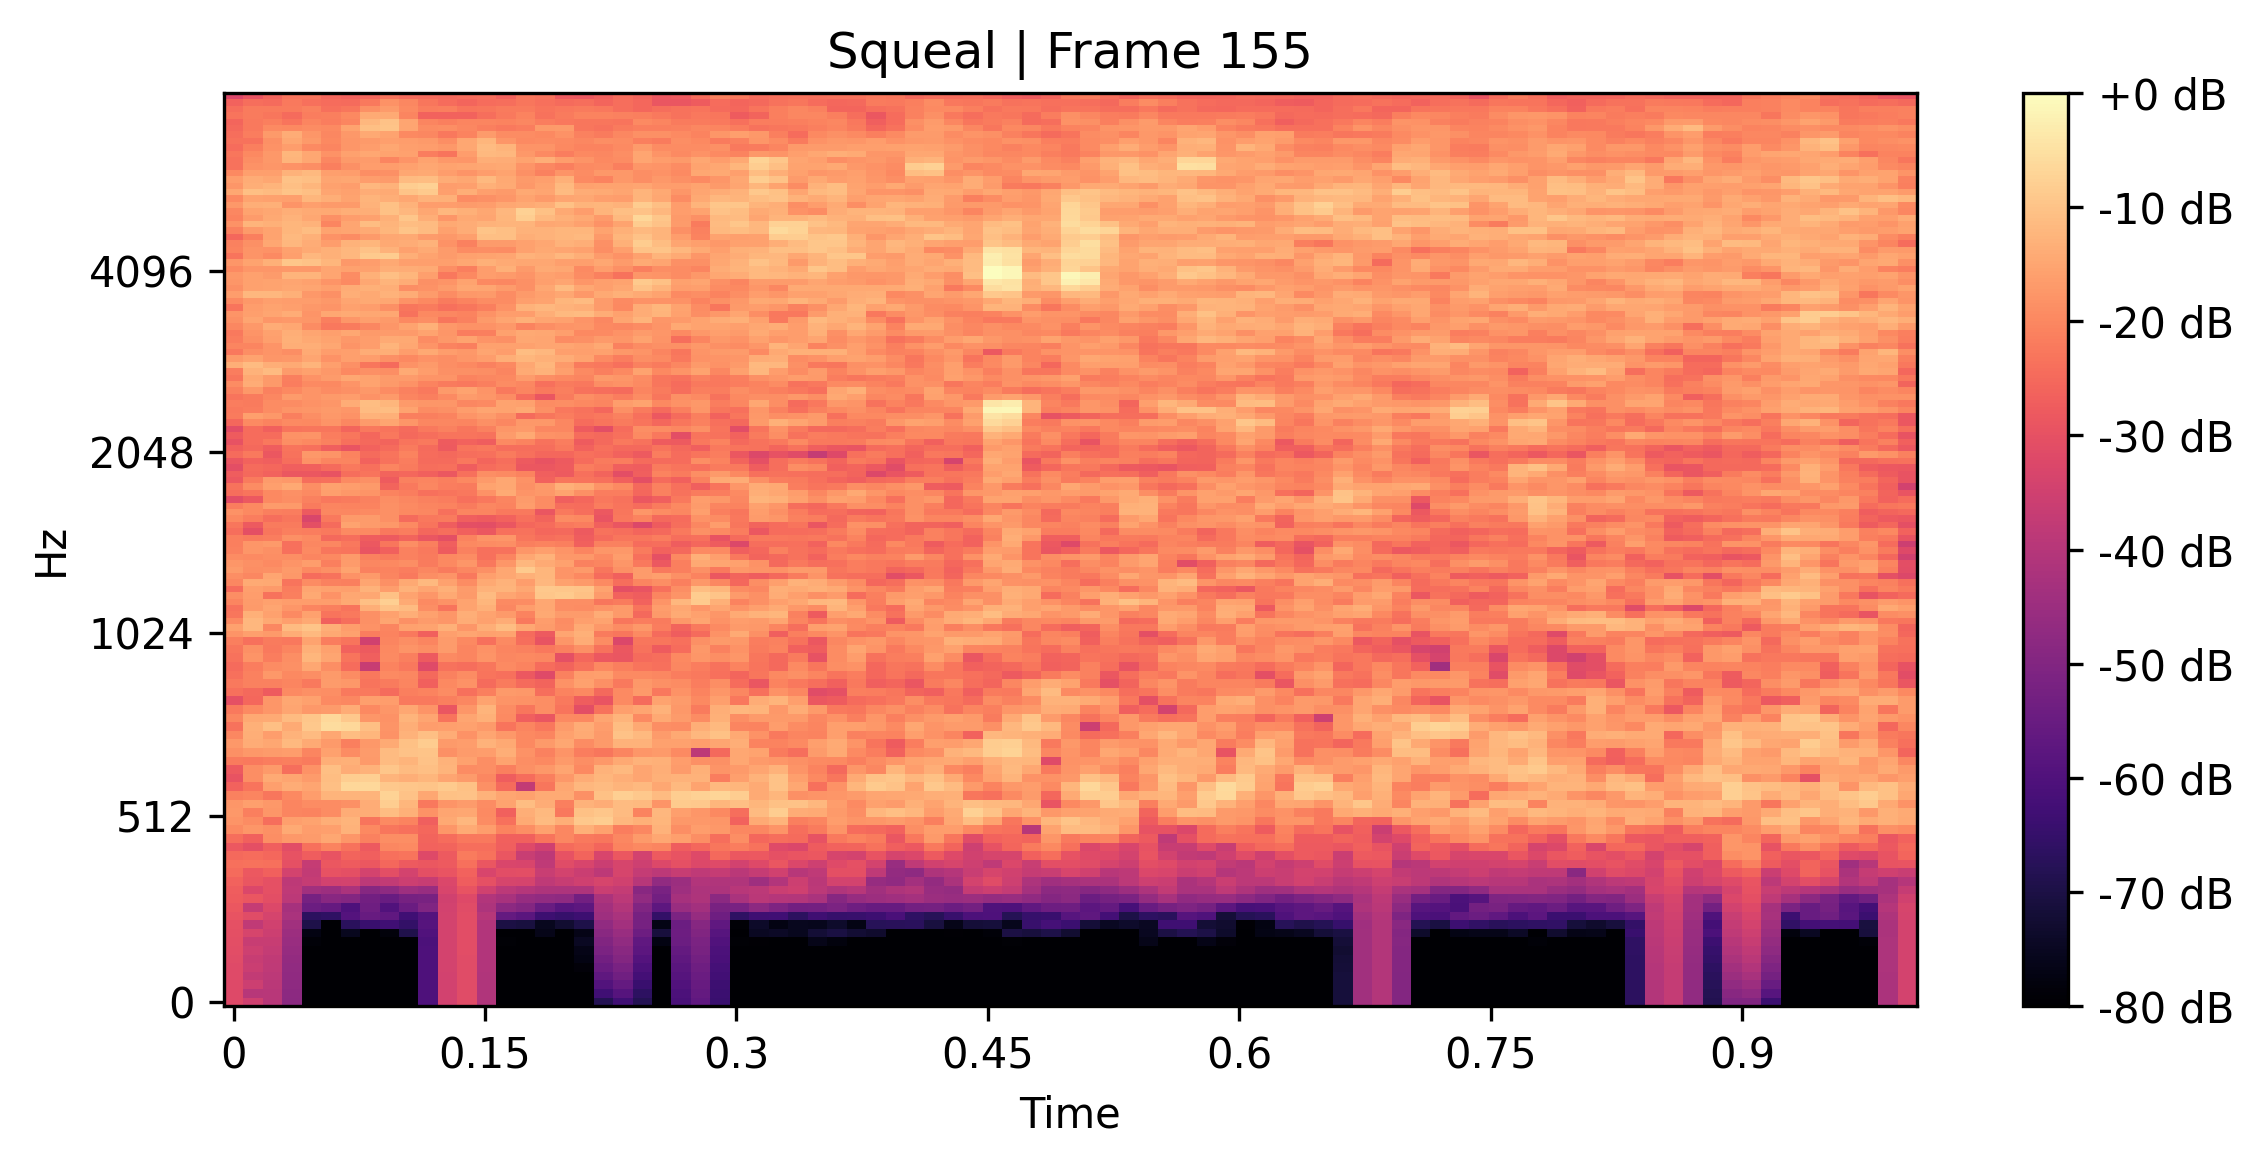 Squeal | Frame 155
Hz
4096
2048
1024
512
0
0 0.15 0.3 0.45 0.6 0.75 0.9
Time
+0 dB
-10 dB
-20 dB
-30 dB
-40 dB
-50 dB
-60 dB
-70 dB
-80 dB